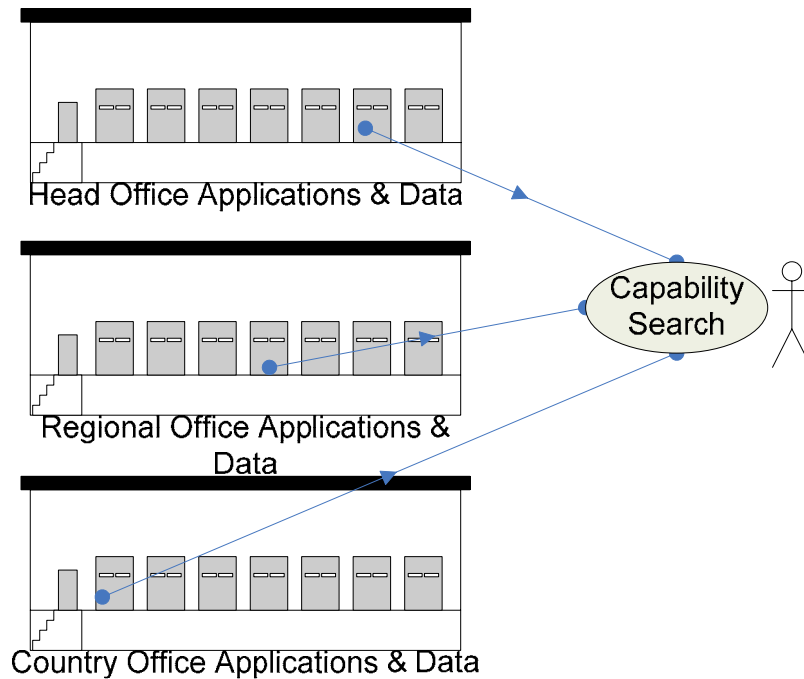 Head Office Applications & Data
Capability
Search
Regional Office Applications &
Data
Country Office Applications & Data